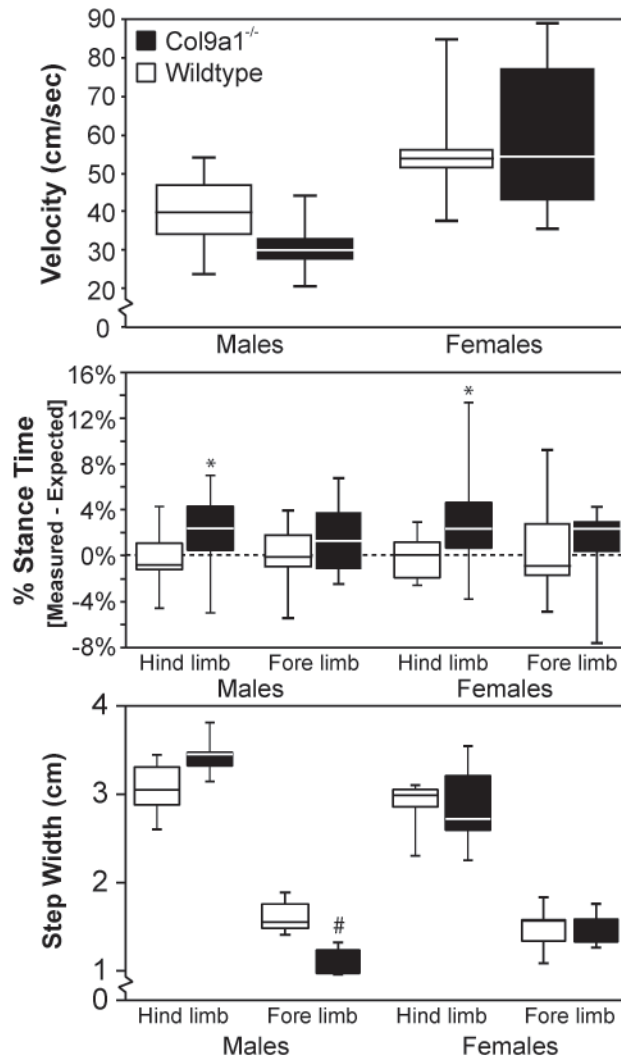 90
80
70
60
50
40
30
20
0
Velocity (cm/sec)
Col9a1-/-
Wildtype
Males Females
16%
12%
8%
4%
0%
-4%
-8%
% Stance Time
[Measured - Expected]
*
*
Hind limb Fore limb Hind limb Fore limb
Males Females
4
3
2
1
0
Step Width (cm)
#
Hind limb Fore limb Hind limb Fore limb
Males Females